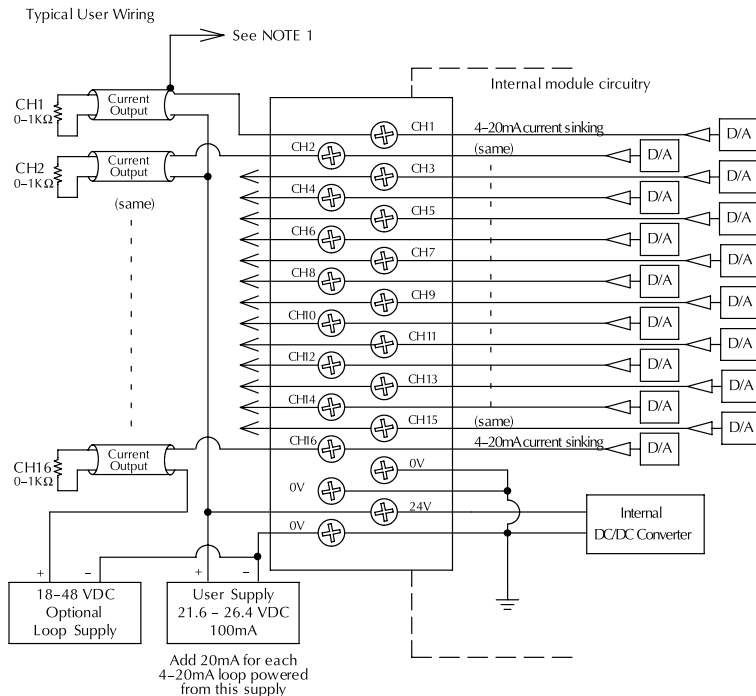 Typical User Wiring
See NOTE 1
Internal module circuitry
CH1
0–1KΩ
Current
Output
CH1
4–20mA current sinking
D/A
CH2
0–1KΩ
Current
Output
CH2
(same)
D/A
(same)
CH3
D/A
CH4
D/A
CH5
D/A
CH6
D/A
CH7
D/A
CH8
D/A
CH9
D/A
CH10
D/A
CH11
D/A
CH12
D/A
CH13
D/A
CH14
D/A
CH15
(same)
D/A
CH16
0–1KΩ
Current
Output
CH16
4–20mA current sinking
D/A
0V
0V
24V
0V
Internal
DC/DC Converter
+ –
18–48 VDC
Optional
Loop Supply
+ –
User Supply
21.6 – 26.4 VDC
100mA
Add 20mA for each
4–20mA loop powered
from this supply